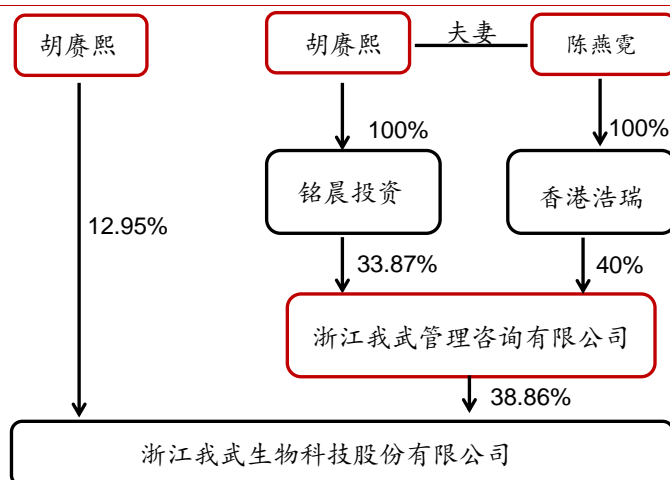 胡赓熙
胡赓熙
夫妻
陈燕霓
100%
100%
铭晨投资
香港浩瑞
12.95%
33.87%
40%
浙江我武管理咨询有限公司
38.86%
浙江我武生物科技股份有限公司